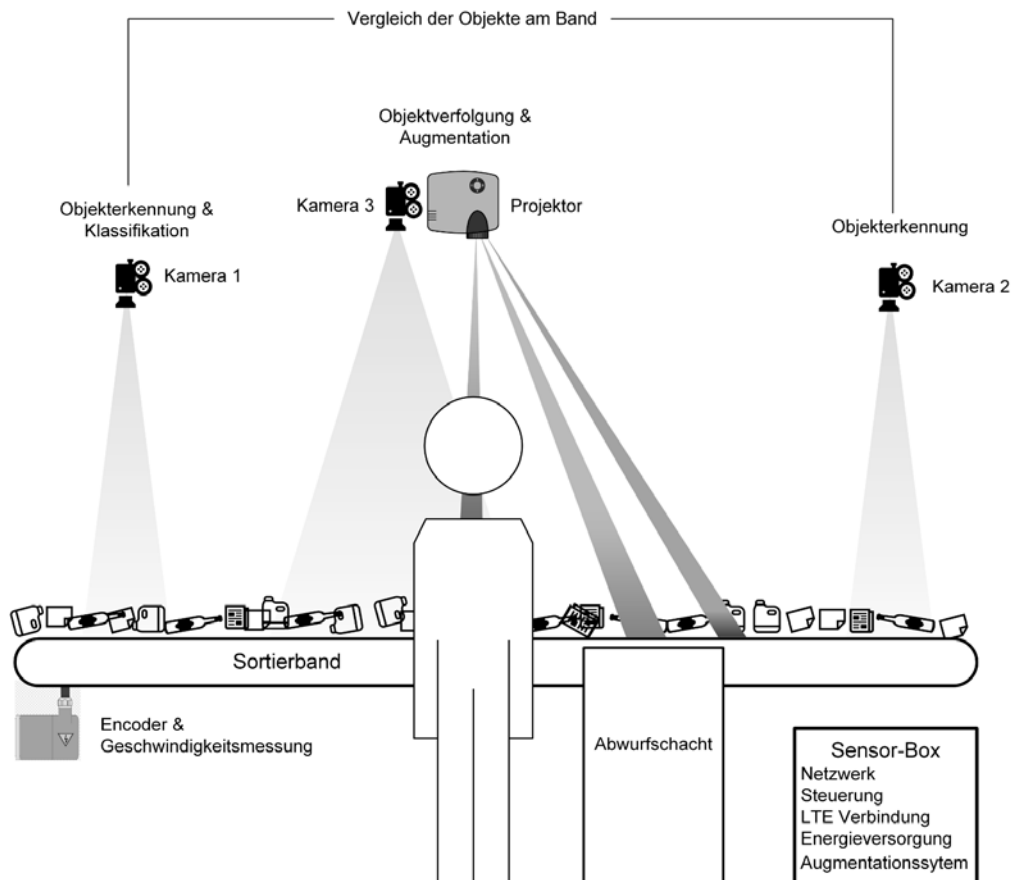 Vergleich der Objekte am Band
Objektverfolgung &
Augmentation
Kamera 3
Projektor
Objekterkennung &
Klassifikation
Kamera 1
Objekterkennung
Kamera 2
Sortierband
Encoder &
Geschwindigkeitsmessung
Abwurfschacht
Sensor-Box
Netzwerk
Steuerung
LTE Verbindung
Energieversorgung
Augmentationssytem